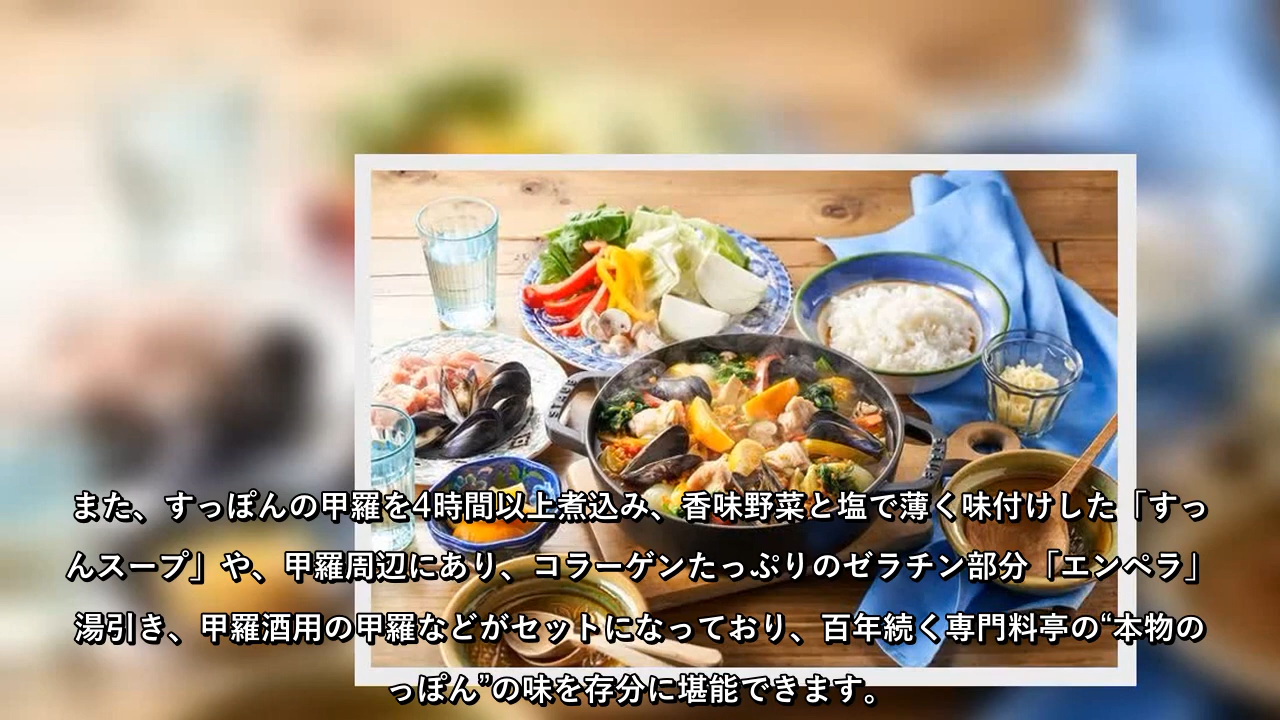 また、すっぽんの甲羅を4時間以上煮込み、香味野菜と塩で薄く味付けした「すっ
んスープ」や、甲羅周辺にあり、コラーゲンたっぷりのゼラチン部分「エンペラ」
湯引き、甲羅酒用の甲羅などがセットになっており、百年続く専門料亭の“本物の
っぽん”の味を存分に堪能できます。